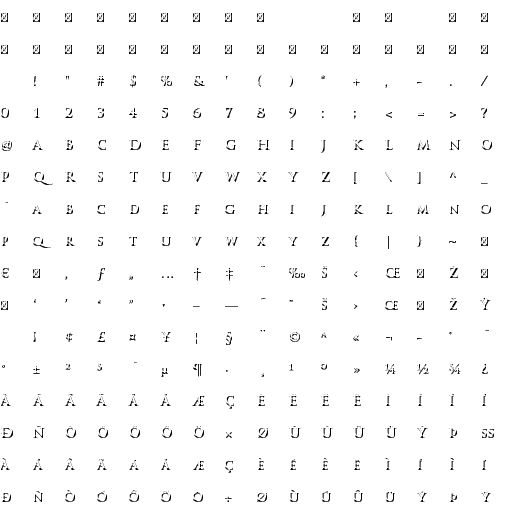 ! " # $ % & ' ( ) * + , - . /
0 1 2 3 4 5 6 7 8 9 : ; < = > ?
@ A B C D E F G H I J K L M N O
P Q R S T U V W X Y Z [ \ ] ^ _
` A B C D E F G H I J K L M N O
P Q R S T U V W X Y Z { | } ~
€ ‚ ƒ „ … † ‡ ˆ ‰ Š ‹ Œ Ž
‘ ’ “ ” • – — ˜ ™ Š › Œ Ž Ÿ
¡ ¢ £ ¤ ¥ ¦ § ¨ © ª « ¬ - ® ¯
° ± ² ³ ´ µ ¶ · ¸ ¹ º » ¼ ½ ¾ ¿
À Á Â Ã Ä Å Æ Ç È É Ê Ë Ì Í Î Ï
Ð Ñ Ò Ó Ô Õ Ö × Ø Ù Ú Û Ü Ý Þ SS
À Á Â Ã Ä Å Æ Ç È É Ê Ë Ì Í Î Ï
Ð Ñ Ò Ó Ô Õ Ö ÷ Ø Ù Ú Û Ü Ý Þ Ÿ